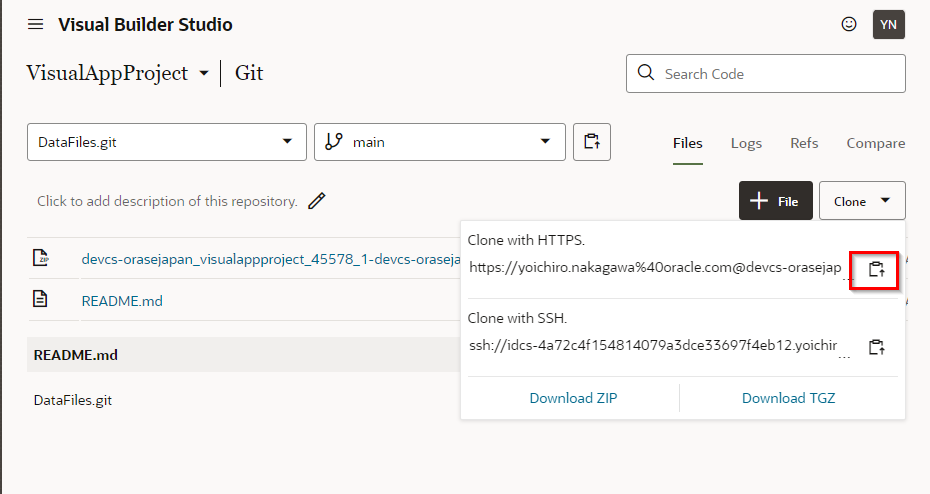 Visual Builder Studio
YN
VisualAppProject
Git
Search Code
DataFiles.git
main
Files
Logs
Refs
Compare
Click to add description of this repository.
File
Clone
Clone with HTTPS.
https://yoichiro.nakagawa%40oracle.com@devcs-orasejap...
ZIP
devcs-orasejapan_visualappproject_45578_1-devcs-oraseja
README.md
Clone with SSH.
ssh://idcs-4a72c4f154814079a3dce33697f4eb12.yoichir...
README.md
Download ZIP
Download TGZ
DataFiles.git